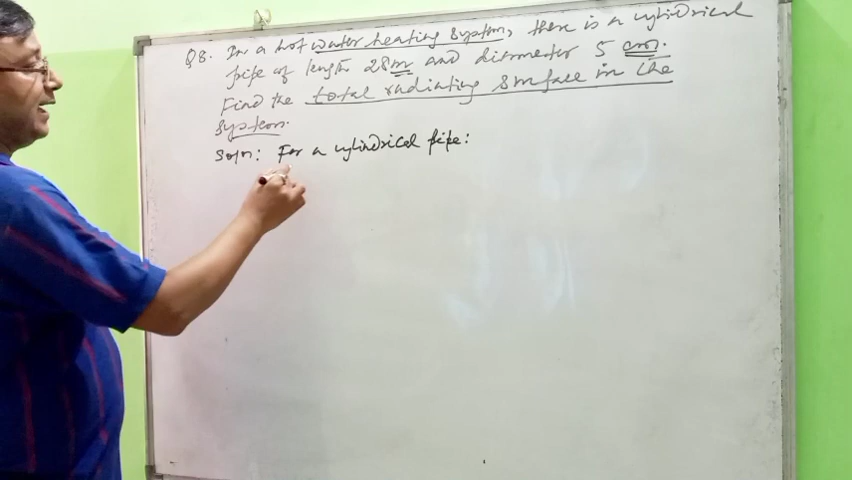 Q8. In a hot water heating system, there is a cylindrical
pipe of length 28m and diameter 5 cm.
Find the total radiating surface in the
system.
Soln: For a cylindrical pipe: